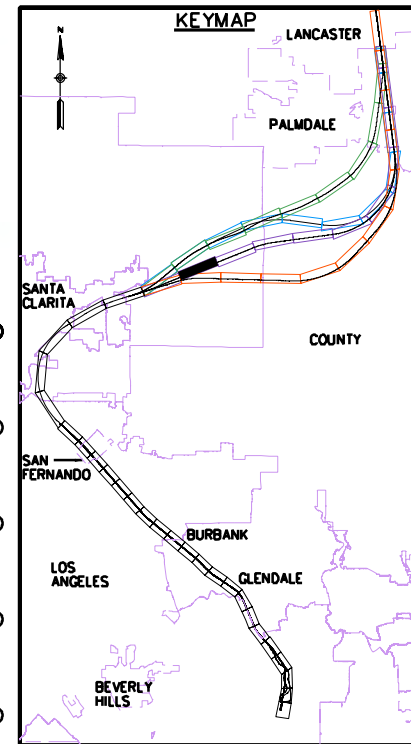 KEYMAP
LANCASTER
N
PALMDALE
SANTA
CLARITA
COUNTY
SAN
FERNANDO
BURBANK
LOS
ANGELES
GLENDALE
BEVERLY
HILLS